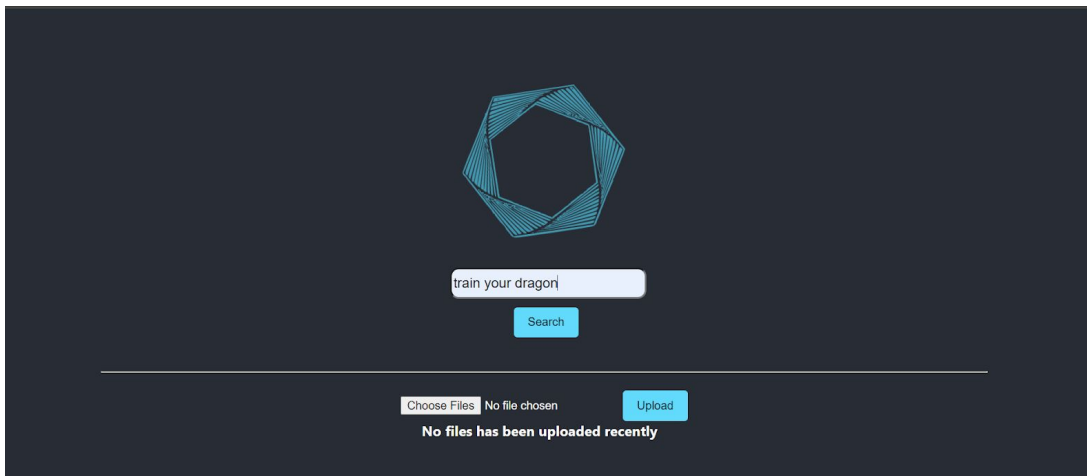 train your dragon
Search
Choose Files No file chosen Upload
No files has been uploaded recently